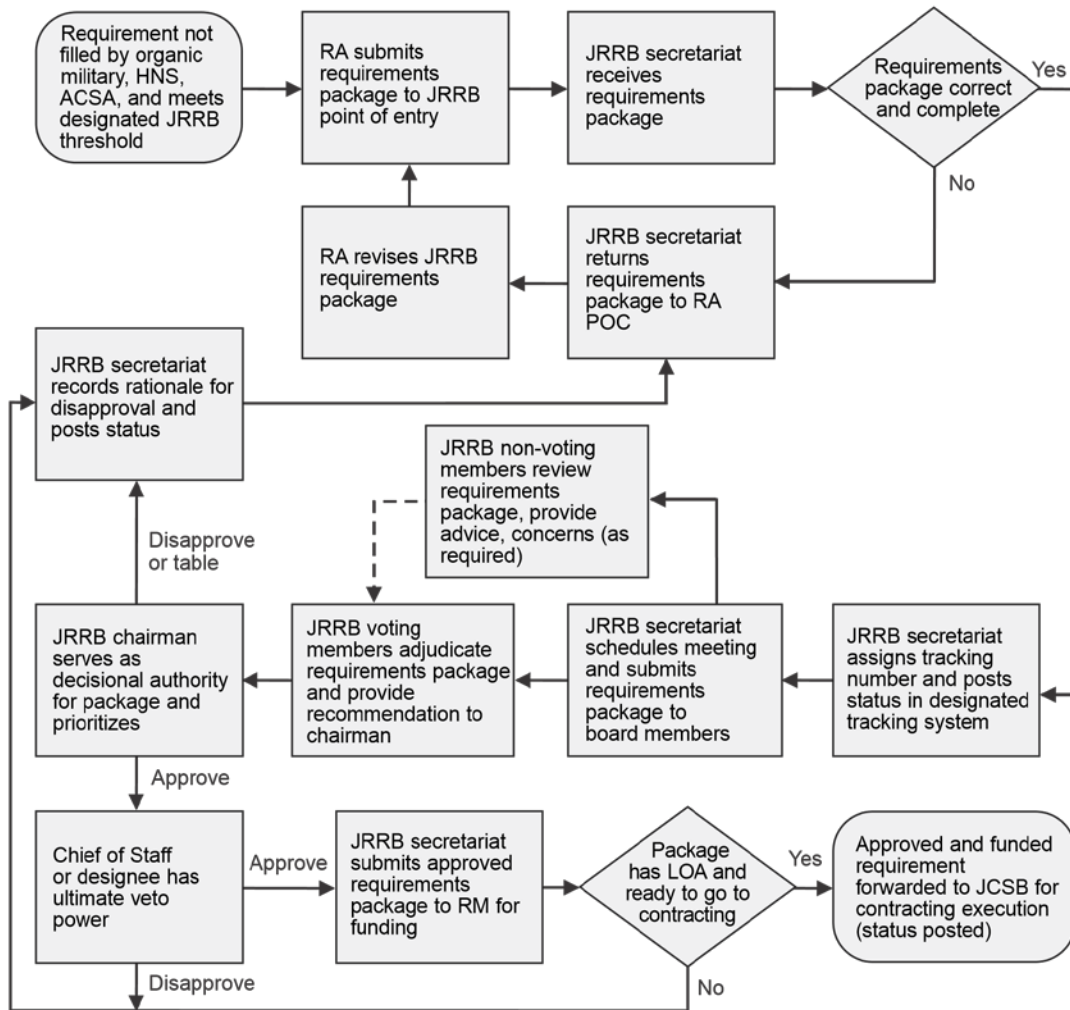 Requirement not
filled by organic
military, HNS,
ACSA, and meets
designated JRRB
threshold
RA submits
requirements
package to JRRB
point of entry
JRRB secretariat
receives
requirements
package
Requirements
package correct
and complete
Yes
No
RA revises JRRB
requirements
package
JRRB secretariat
returns
requirements
package to RA
POC
JRRB secretariat
records rationale for
disapproval and
posts status
JRRB non-voting
members review
requirements
package, provide
advice, concerns (as
required)
Disapprove
or table
JRRB chairman
serves as
decisional authority
for package and
prioritizes
JRRB voting
members adjudicate
requirements package
and provide
recommendation to
chairman
JRRB secretariat
schedules meeting
and submits
requirements
package to
board members
JRRB secretariat
assigns tracking
number and posts
status in designated
tracking system
Approve
Chief of Staff
or designee has
ultimate veto
power
Approve
JRRB secretariat
submits approved
requirements
package to RM for
funding
Package
has LOA and
ready to go to
contracting
Yes
Approved and funded
requirement
forwarded to JCSB for
contracting execution
(status posted)
Disapprove
No